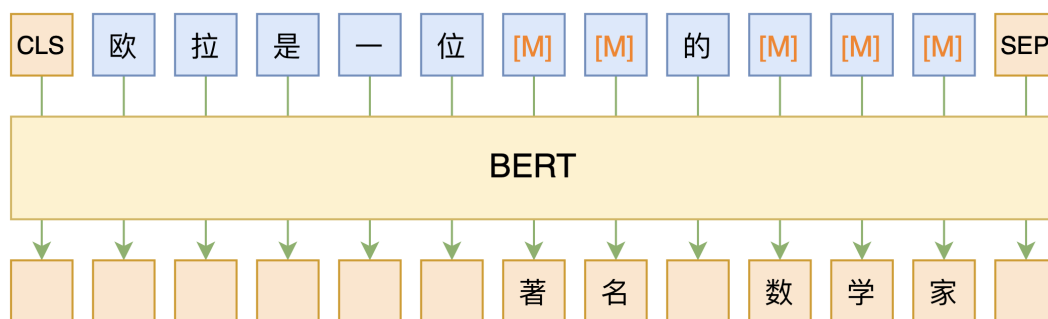 CLS 欧 拉 是 一 位 [M] [M] 的 [M] [M] [M] SEP
BERT
著 名 数 学 家